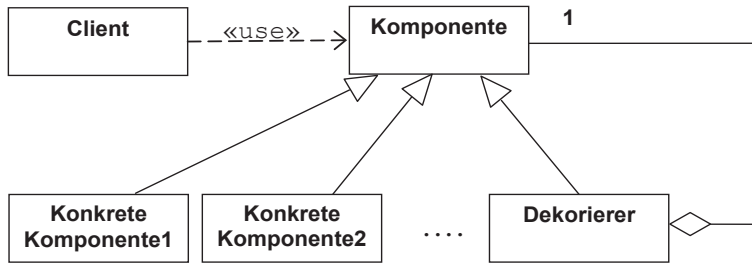 Client
«use»
Komponente
1
Konkrete
Komponente1
Konkrete
Komponente2
....
Dekorierer